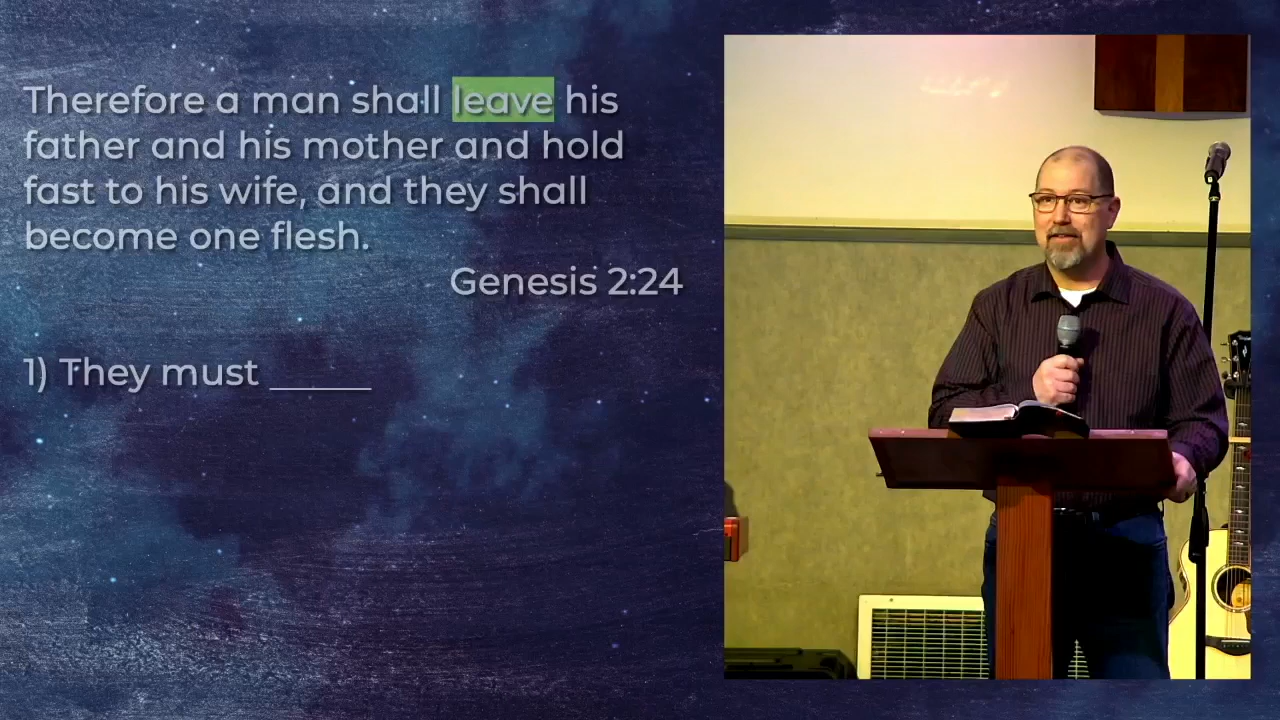 Therefore a man shall leave his
father and his mother and hold
fast to his wife, and they shall
become one flesh.
Genesis 2:24
1) They must _____